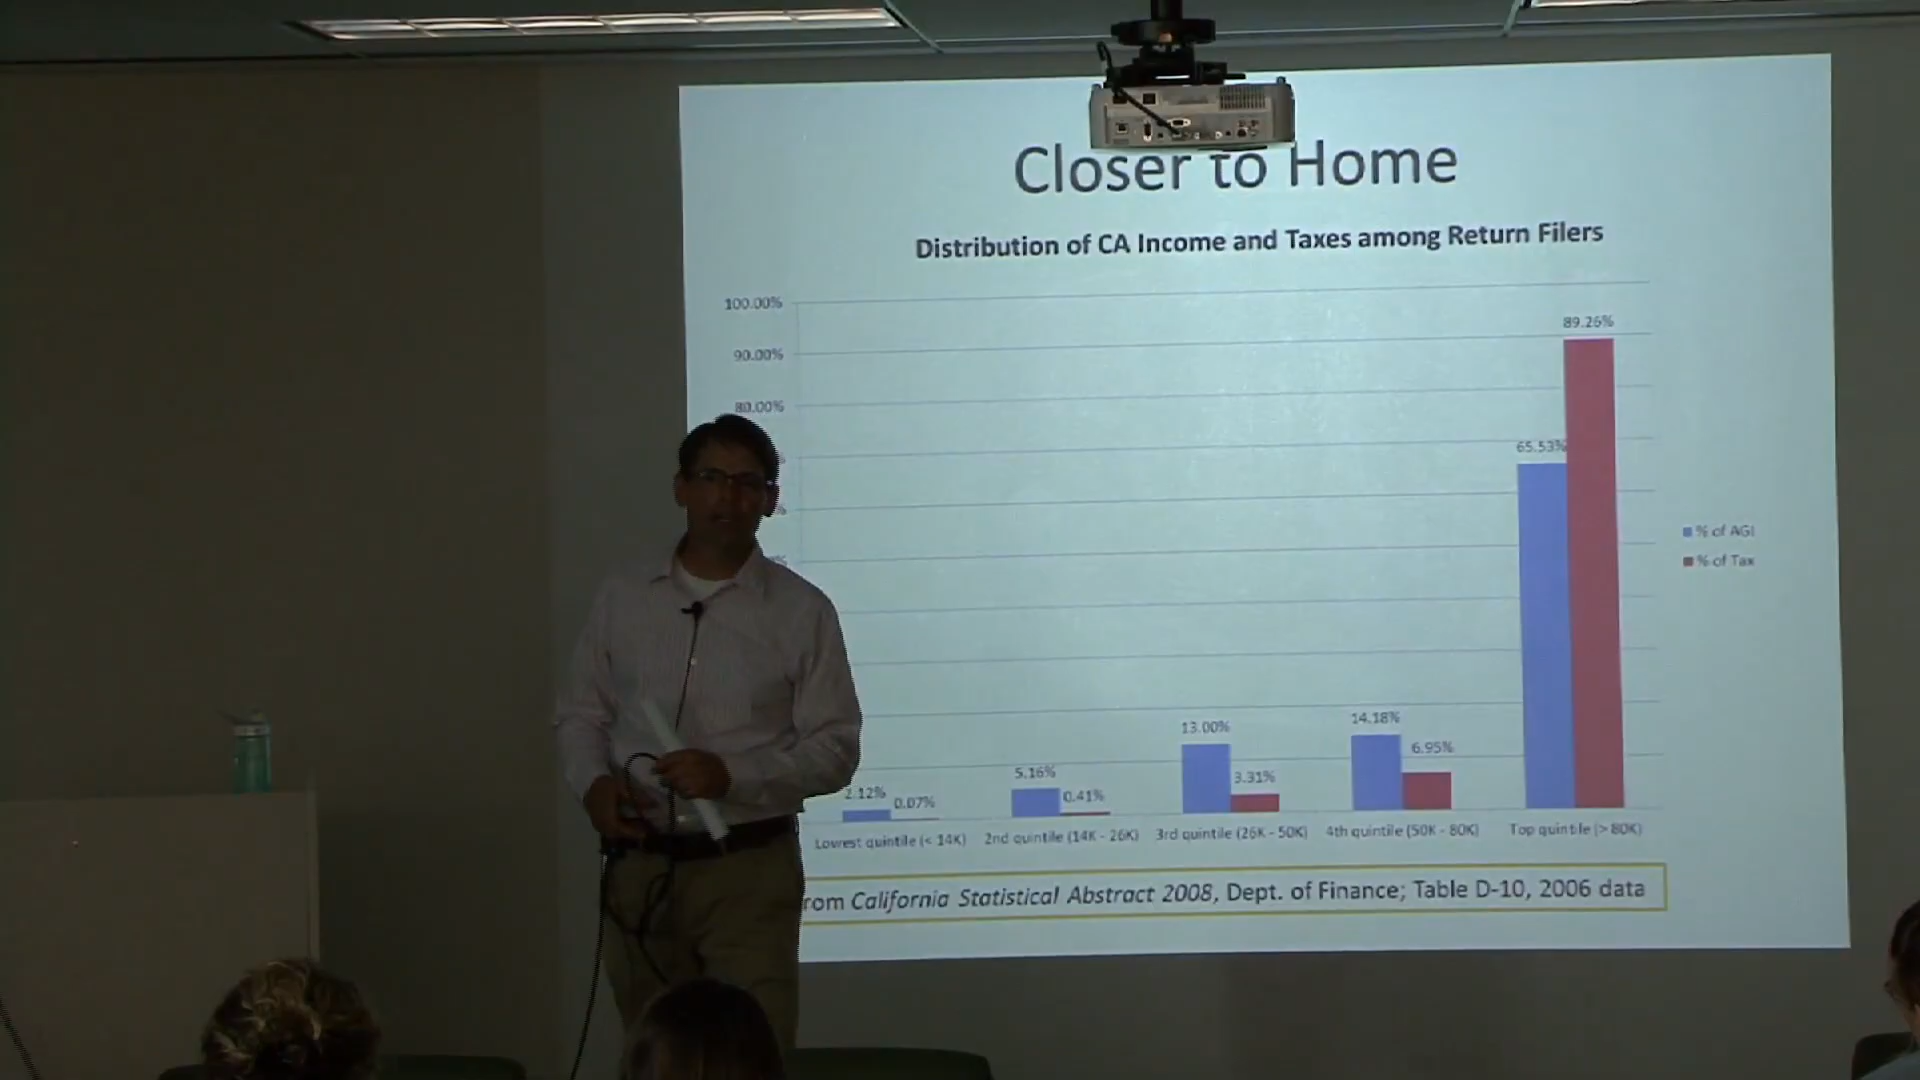 Closer to Home
Distribution of CA Income and Taxes among Return Filers
100.00%
90.00%
80.00%
89.26%
65.53%
% of AGI
% of Tax
2.12%
0.07%
5.16%
0.41%
13.00%
3.31%
14.18%
6.95%
Lowest quintile (< 14K)
2nd quintile (14K - 26K)
3rd quintile (26K - 50K)
4th quintile (50K - 80K)
Top quintile (> 80K)
rom California Statistical Abstract 2008, Dept. of Finance; Table D-10, 2006 data